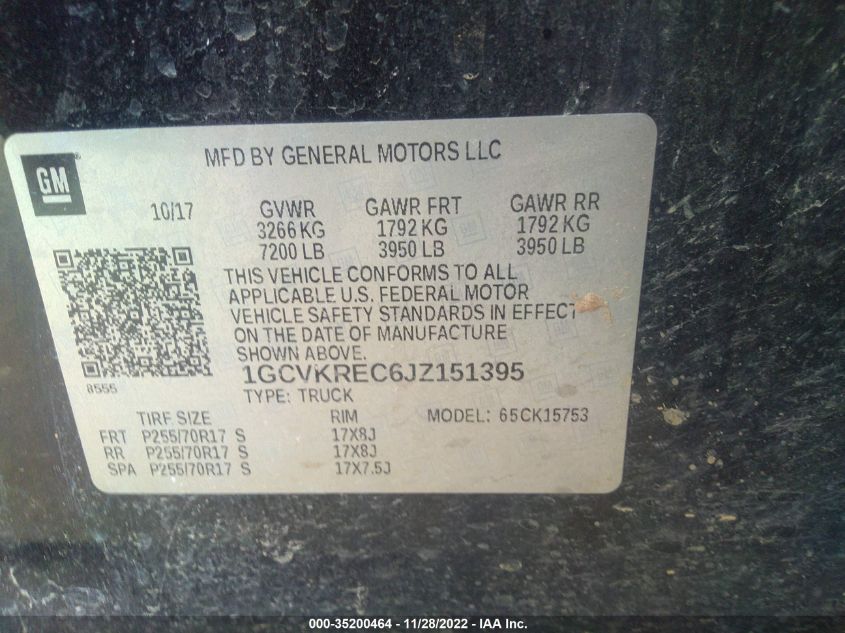 MFD BY GENERAL MOTORS LLC
GM
10/17 GVWR GAWR FRT GAWR RR
3266 KG 1792 KG 1792 KG
7200 LB 3950 LB 3950 LB
THIS VEHICLE CONFORMS TO ALL
APPLICABLE U.S. FEDERAL MOTOR
VEHICLE SAFETY STANDARDS IN EFFECT
ON THE DATE OF MANUFACTURE
SHOWN ABOVE.
8555
1GCVKREC6JZ151395
TYPE: TRUCK
TIRE SIZE RIM MODEL: 65CK15753
FRT P255/70R17 S 17X8J
RR P255/70R17 S 17X8J
SPA P255/70R17 S 17X7.5J
000-35200464 - 11/28/2022 - IAA Inc.